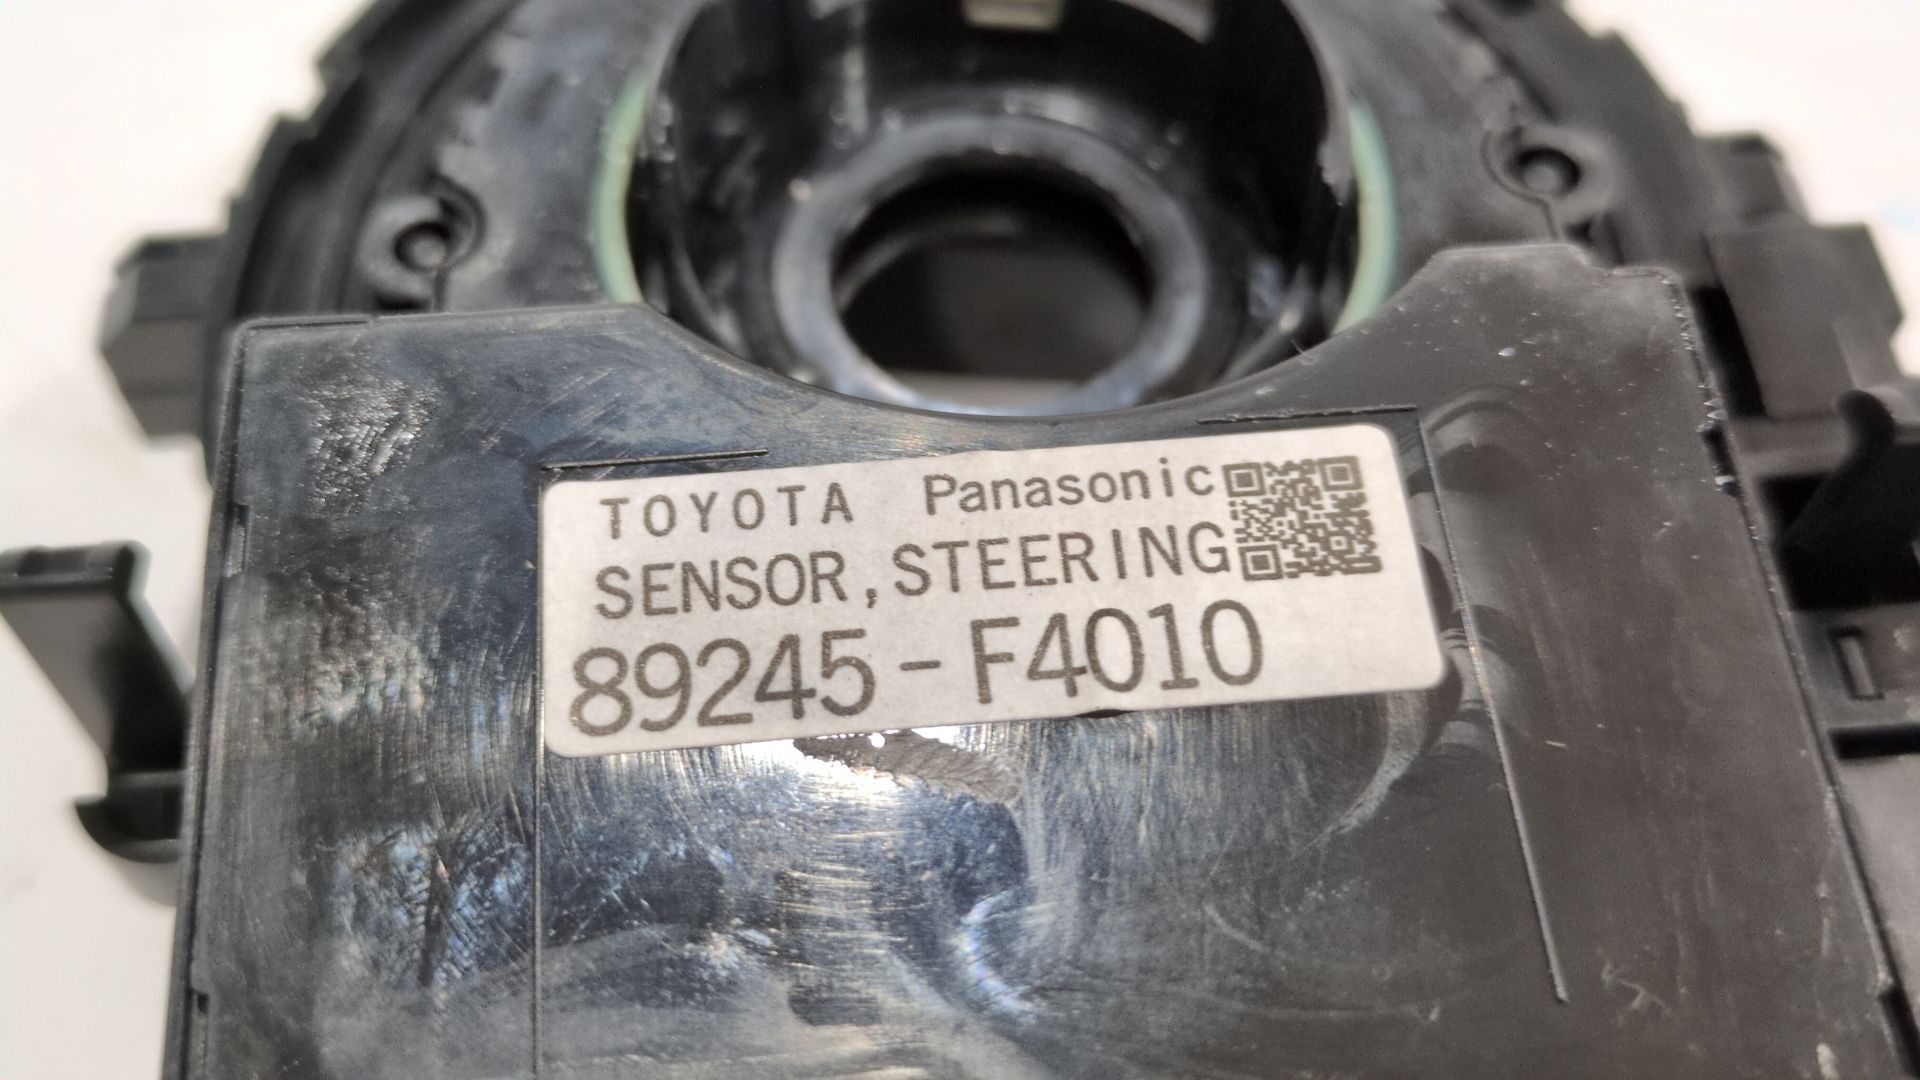 TOYOTA Panasonic
SENSOR, STEERING
89245-F4010